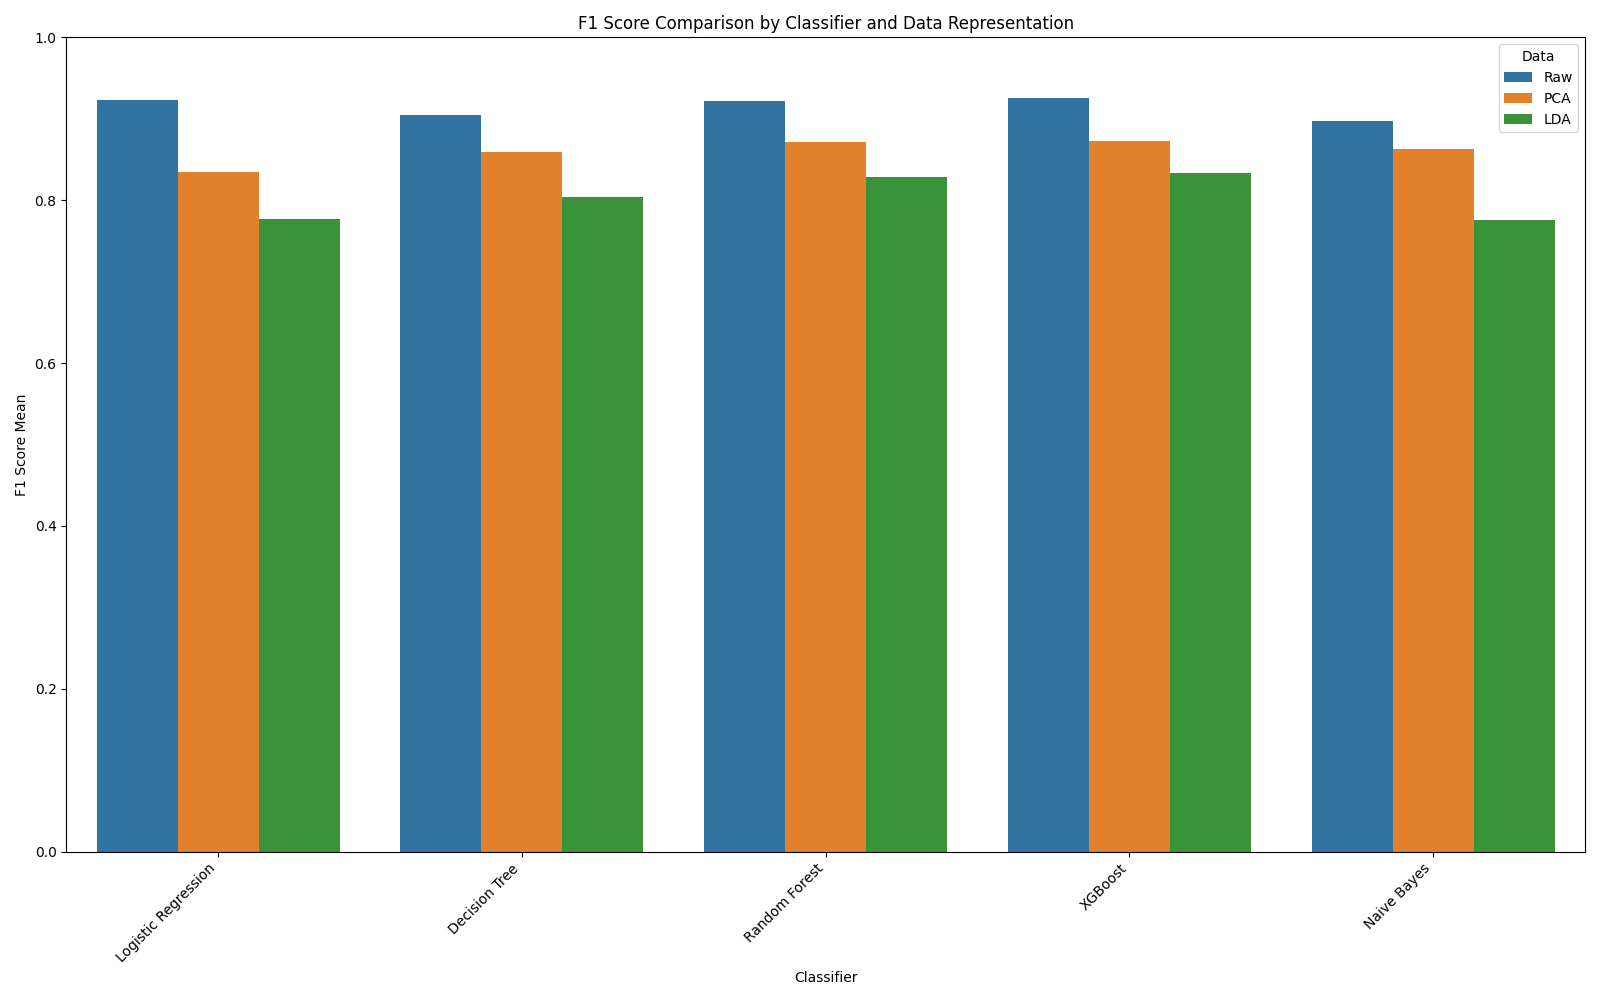 F1 Score Comparison by Classifier and Data Representation
Data
Raw
PCA
LDA
1.0
0.8
0.6
0.4
0.2
0.0
F1 Score Mean
Logistic Regression
Decision Tree
Random Forest
XGBoost
Naive Bayes
Classifier